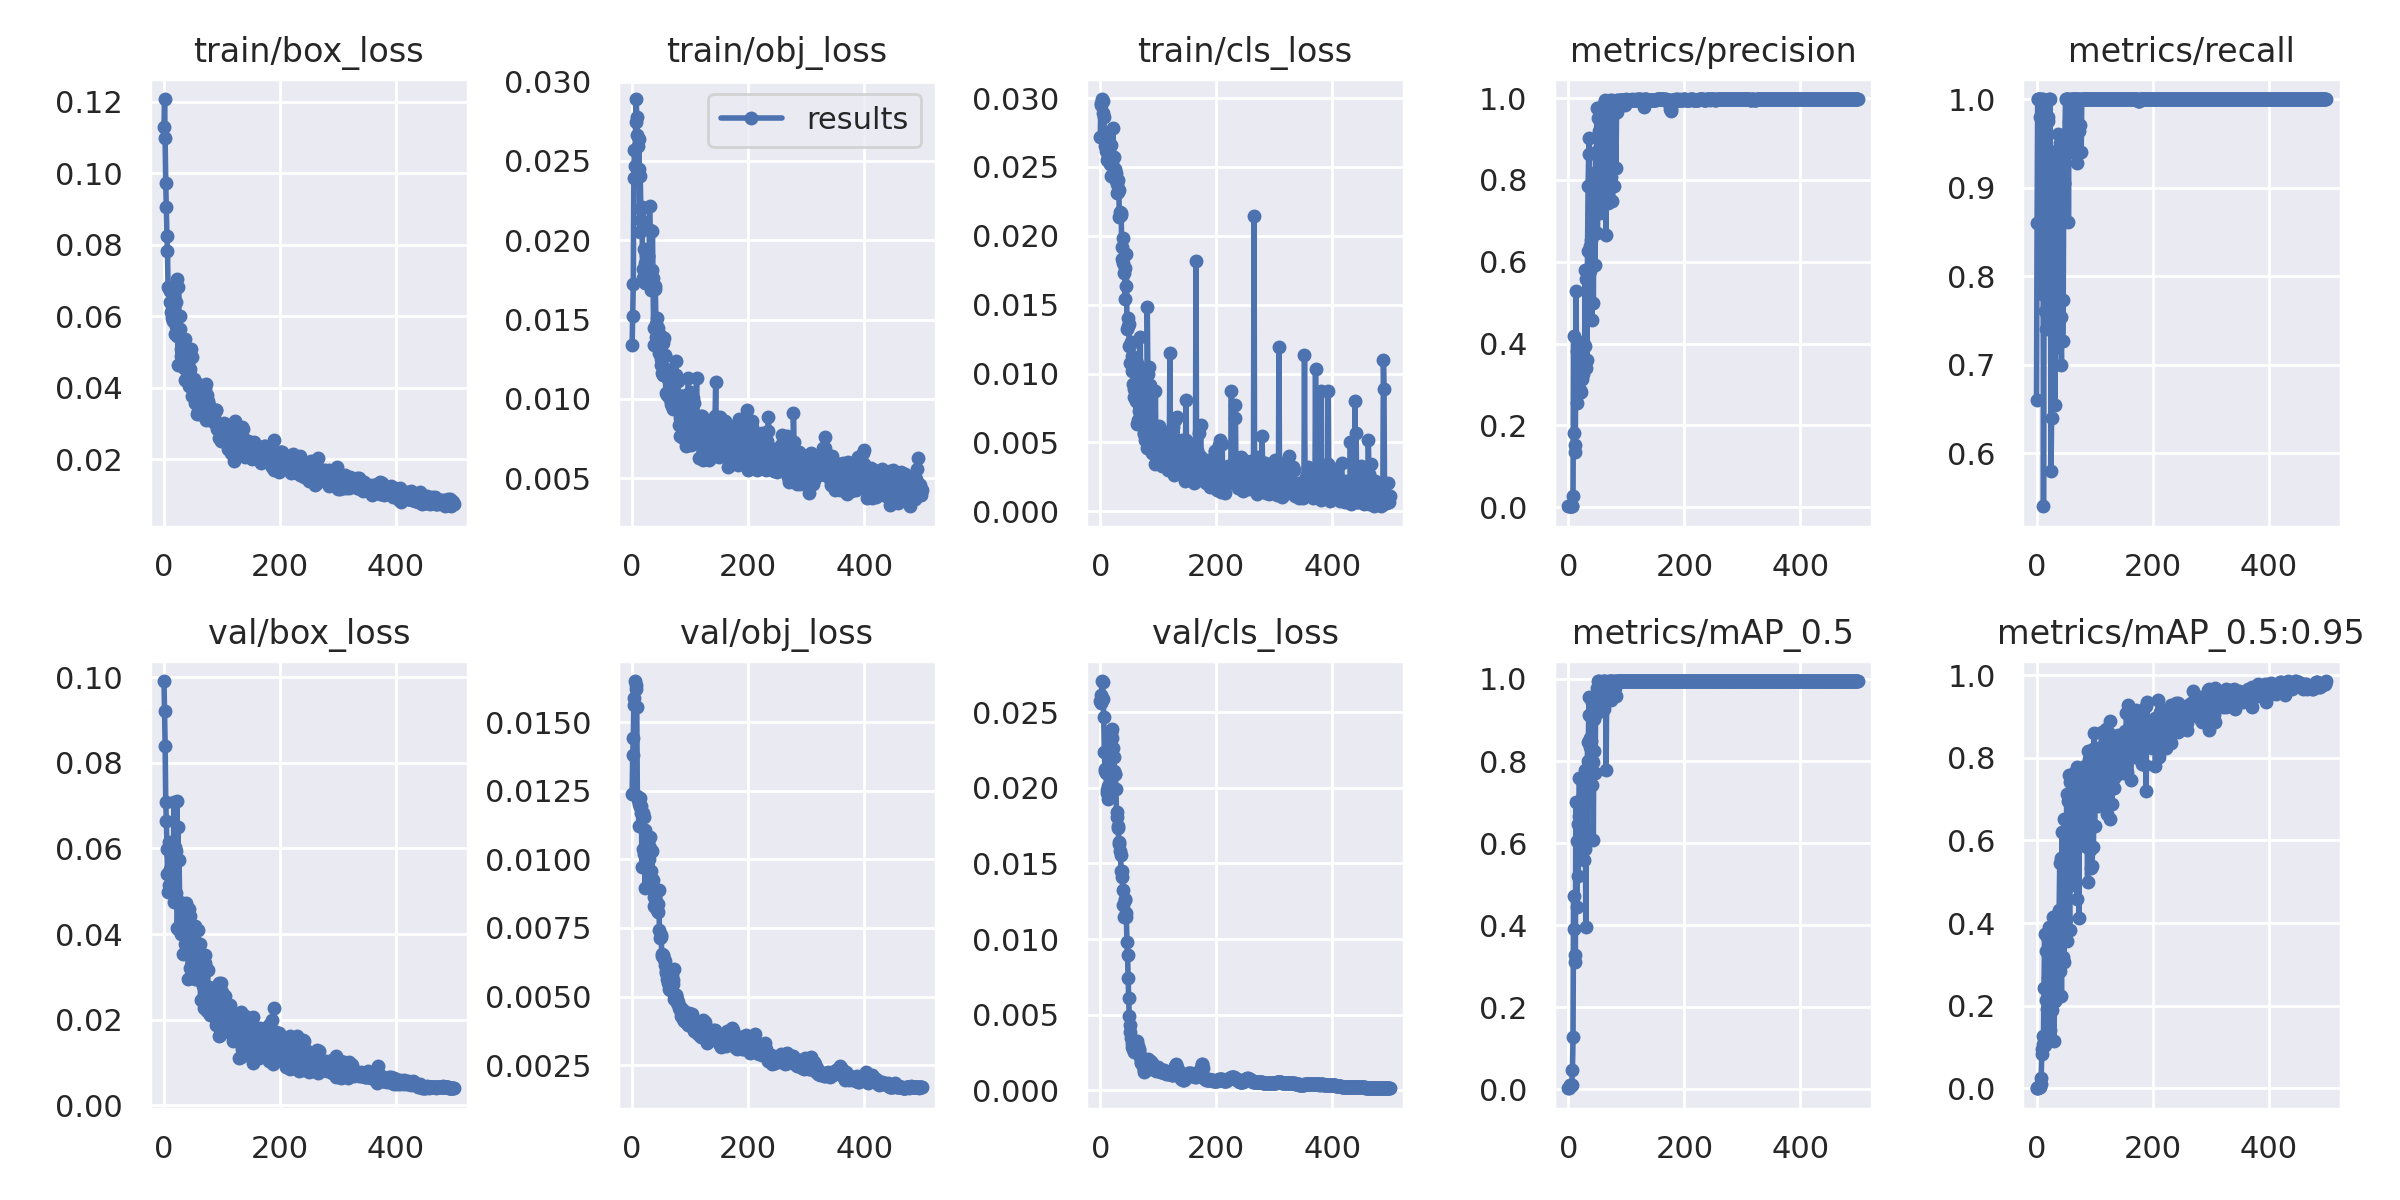 train/box_loss
0.12
0.10
0.08
0.06
0.04
0.02
0 200 400
train/obj_loss
results
0.030
0.025
0.020
0.015
0.010
0.005
0 200 400
train/cls_loss
0.030
0.025
0.020
0.015
0.010
0.005
0.000
0 200 400
metrics/precision
1.0
0.8
0.6
0.4
0.2
0.0
0 200 400
metrics/recall
1.0
0.9
0.8
0.7
0.6
0 200 400
val/box_loss
0.10
0.08
0.06
0.04
0.02
0.00
0 200 400
val/obj_loss
0.0150
0.0125
0.0100
0.0075
0.0050
0.0025
0 200 400
val/cls_loss
0.025
0.020
0.015
0.010
0.005
0.000
0 200 400
metrics/mAP_0.5
1.0
0.8
0.6
0.4
0.2
0.0
0 200 400
metrics/mAP_0.5:0.95
1.0
0.8
0.6
0.4
0.2
0.0
0 200 400